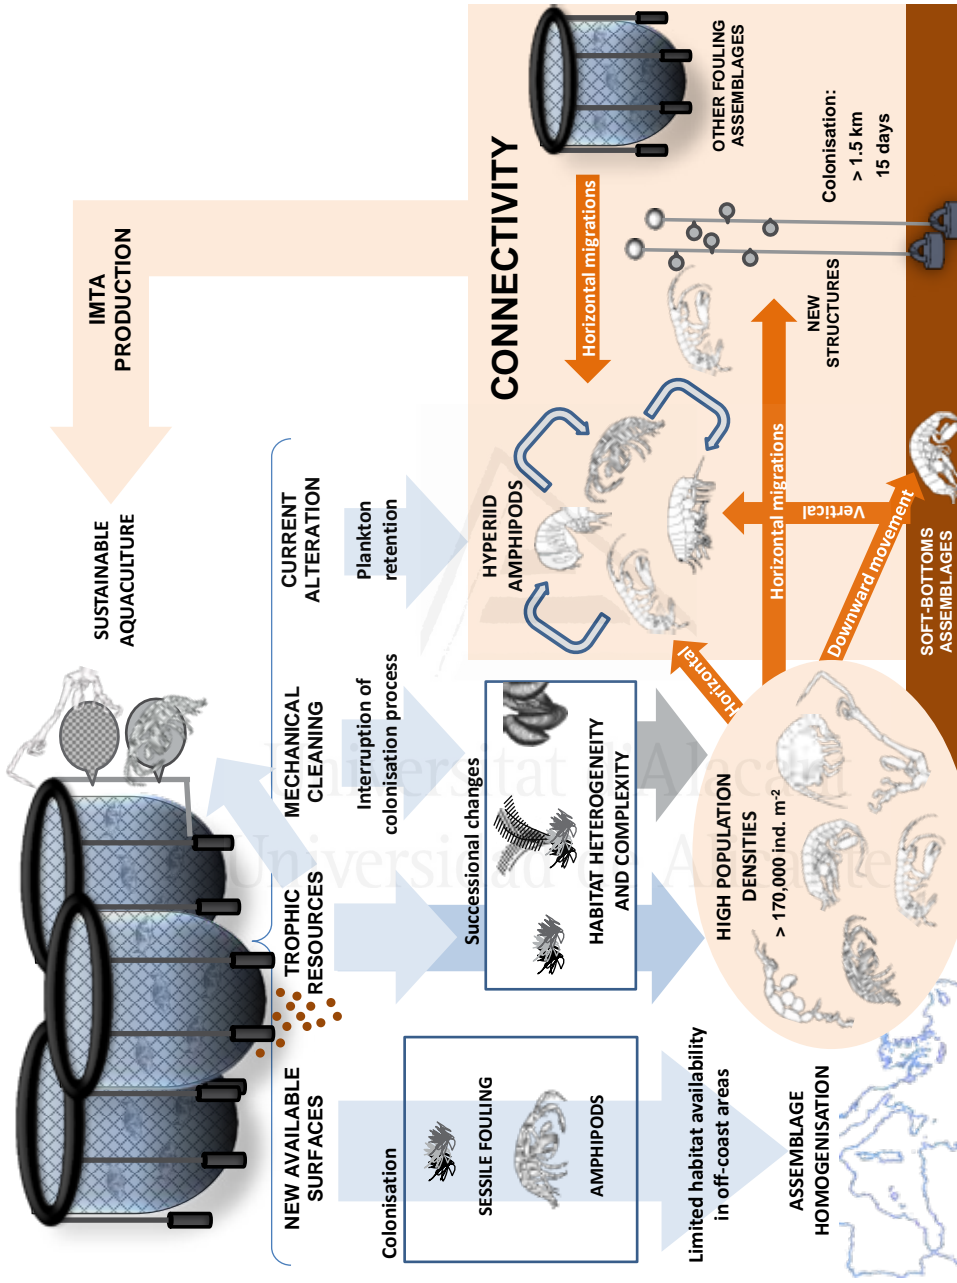 IMTA
PRODUCTION
SUSTAINABLE
AQUACULTURE
NEW AVAILABLE
SURFACES
TROPHIC
RESOURCES
MECHANICAL
CLEANING
CURRENT
ALTERATION
Colonisation
SESSILE FOULING
AMPHIPODS
Limited habitat availability
in off-coast areas
ASSEMBLAGE
HOMOGENISATION
Successional changes
HABITAT HETEROGENEITY
AND COMPLEXITY
Interruption of
colonisation process
Plankton
retention
HIGH POPULATION
DENSITIES
> 170,000 ind. m⁻²
CONNECTIVITY
HYPERIID
AMPHIPODS
Horizontal migrations
OTHER FOULING
ASSEMBLAGES
Horizontal
Horizontal migrations
Vertical
Downward movement
NEW
STRUCTURES
Colonisation:
> 1.5 km
15 days
SOFT-BOTTOMS
ASSEMBLAGES
Universitat d'Alacant
Universidad de Alicante